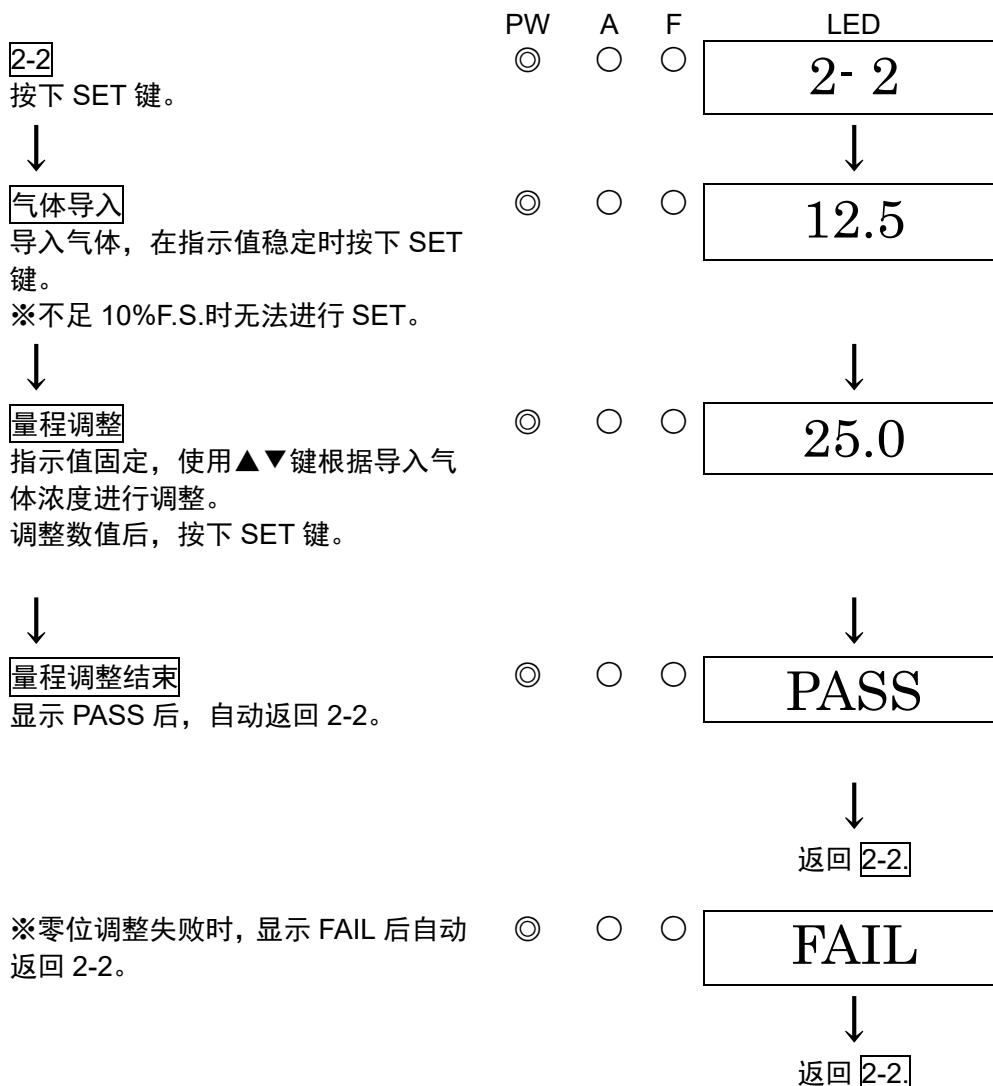 PW A F LED
2-2 ◎ ○ ○ 2- 2
按下 SET 键。
↓ ↓
气体导入 ◎ ○ ○ 12.5
导入气体，在指示值稳定时按下 SET
键。
※不足 10%F.S.时无法进行 SET。
↓ ↓
量程调整 ◎ ○ ○ 25.0
指示值固定，使用▲▼键根据导入气
体浓度进行调整。
调整数值后，按下 SET 键。
↓ ↓
量程调整结束 ◎ ○ ○ PASS
显示 PASS 后，自动返回 2-2。
↓
返回 2-2.
※零位调整失败时，显示 FAIL 后自动 ◎ ○ ○ FAIL
返回 2-2。
↓
返回 2-2.